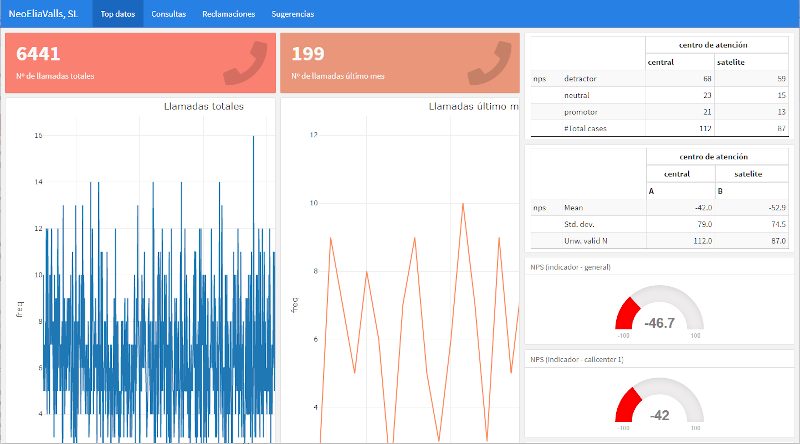 NeoEliaValls, SL Top datos Consultas Reclamaciones Sugerencias
6441
Nº de llamadas totales
199
Nº de llamadas último mes
Llamadas totales
16
14
12
10
8
6
4
freq
Llamadas último m
12
10
8
6
4
freq
centro de atención
central satelite
nps detractor 68 59
neutral 23 15
promotor 21 13
#Total cases 112 87
centro de atención
central satelite
A B
nps Mean -42.0 -52.9
Std. dev. 79.0 74.5
Unw. valid N 112.0 87.0
NPS (indicador - general)
-46.7
-100 100
NPS (indicador - callcenter 1)
-42
-100 100